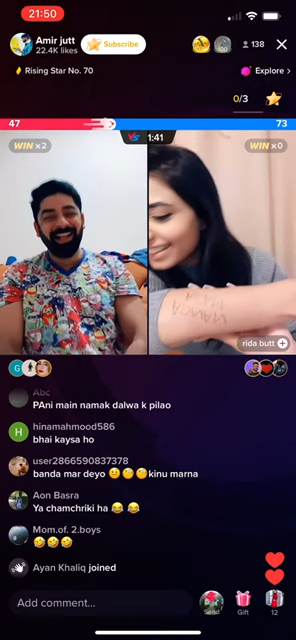 21:50
Amir jutt
22.4K likes
Subscribe
138
Rising Star No. 70
Explore >
0/3
47
VS 1:41
73
WIN x2
WIN x0
rida butt
Abc
PAni main namak dalwa k pilao
H
hinamahmood586
bhai kaysa ho
user2866590837378
banda mar deyo 😐🧐🧐kinu marna
Aon Basra
Ya chamchriki ha 😂 😂
Mom.of. 2.boys
🤣🤣🤣
Ayan Khaliq joined
Add comment...
Send
Gift
12